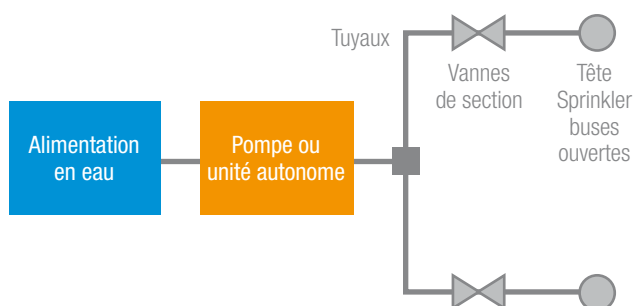 Tuyaux
Vannes
de section
Tête
Sprinkler
buses
ouvertes
Alimentation
en eau
Pompe ou
unité autonome